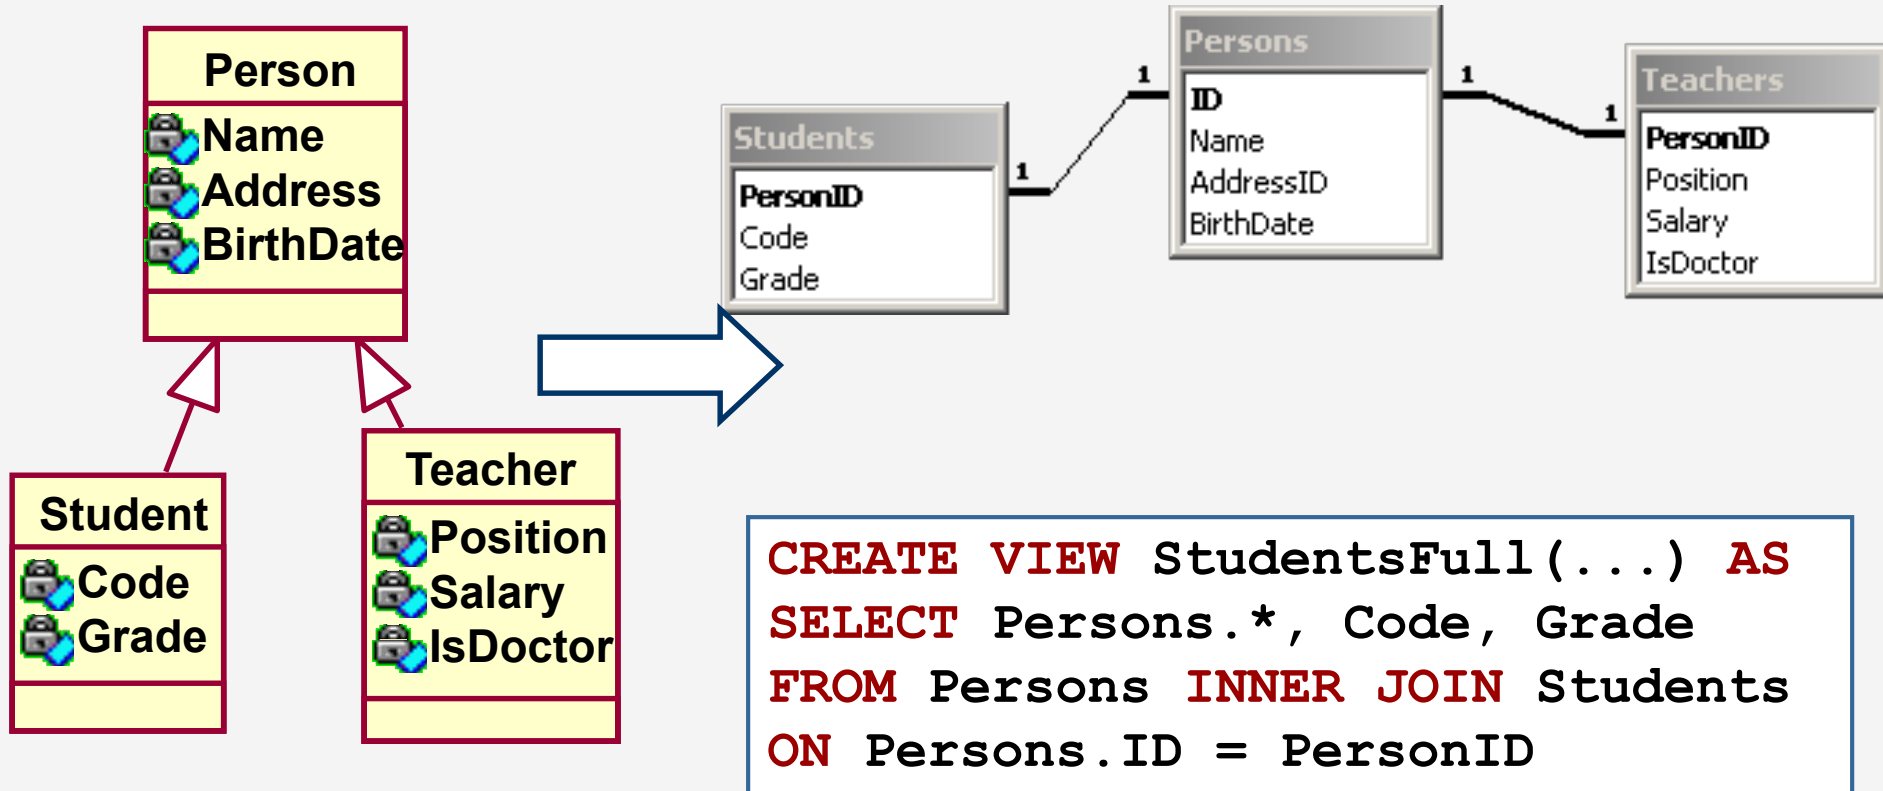 Person
Name
Address
BirthDate
Student
Code
Grade
Teacher
Position
Salary
IsDoctor
Students
PersonID
Code
Grade
1
1
Persons
ID
Name
AddressID
BirthDate
1
1
Teachers
PersonID
Position
Salary
IsDoctor
CREATE VIEW StudentsFull(...) AS
SELECT Persons.*, Code, Grade
FROM Persons INNER JOIN Students
ON Persons.ID = PersonID